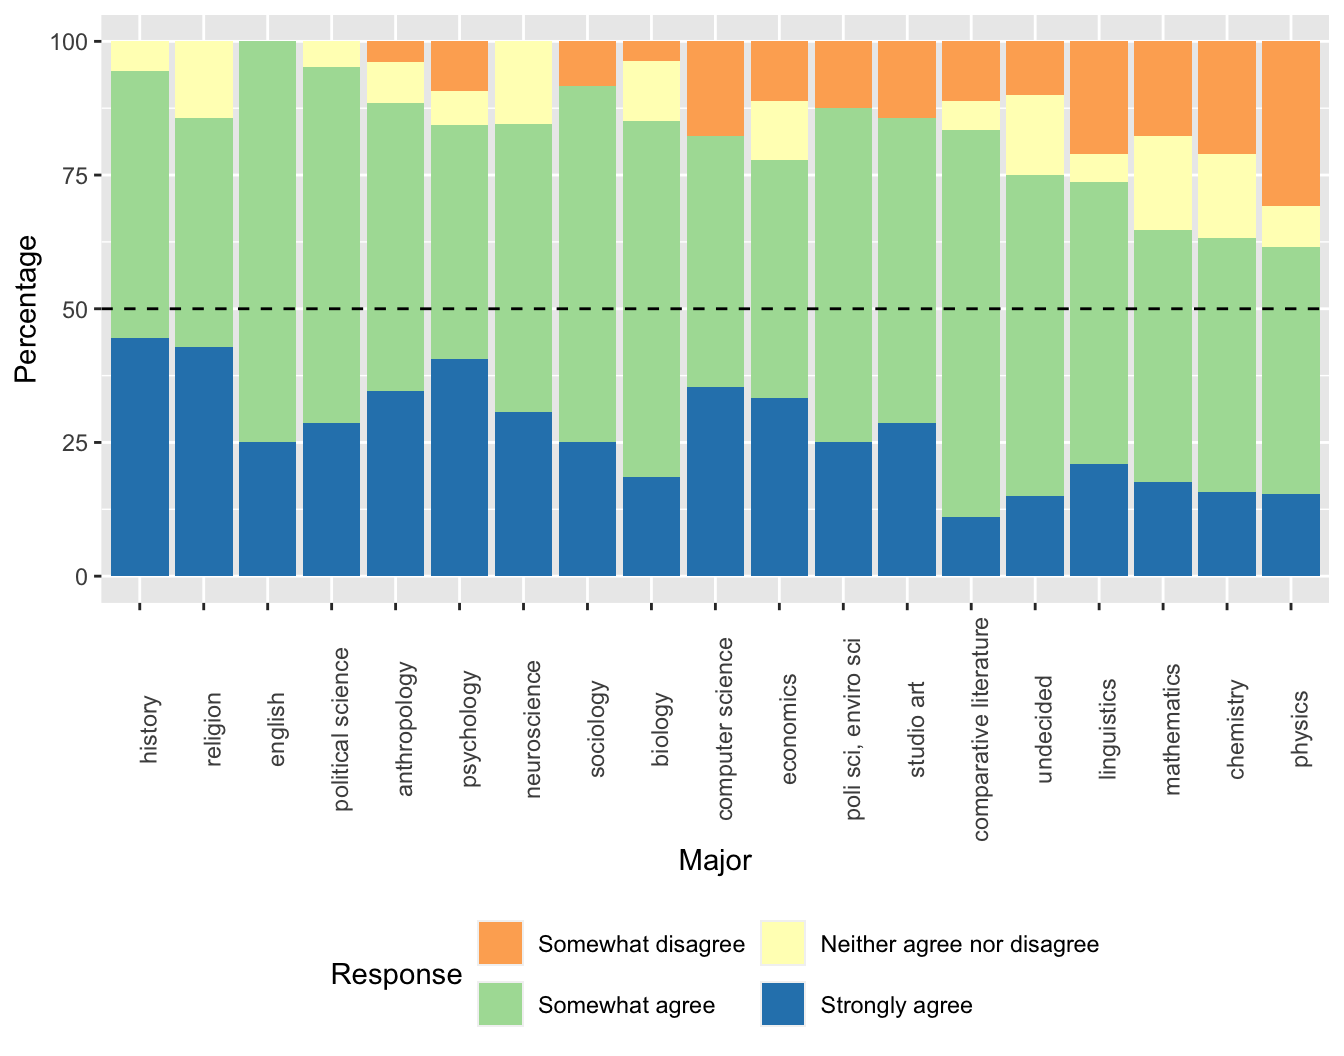 100
75
50
25
0
Percentage
history
religion
english
political science
anthropology
psychology
neuroscience
sociology
biology
computer science
economics
poli sci, enviro sci
studio art
comparative literature
undecided
linguistics
mathematics
chemistry
physics
Major
Response
Somewhat disagree
Neither agree nor disagree
Somewhat agree
Strongly agree